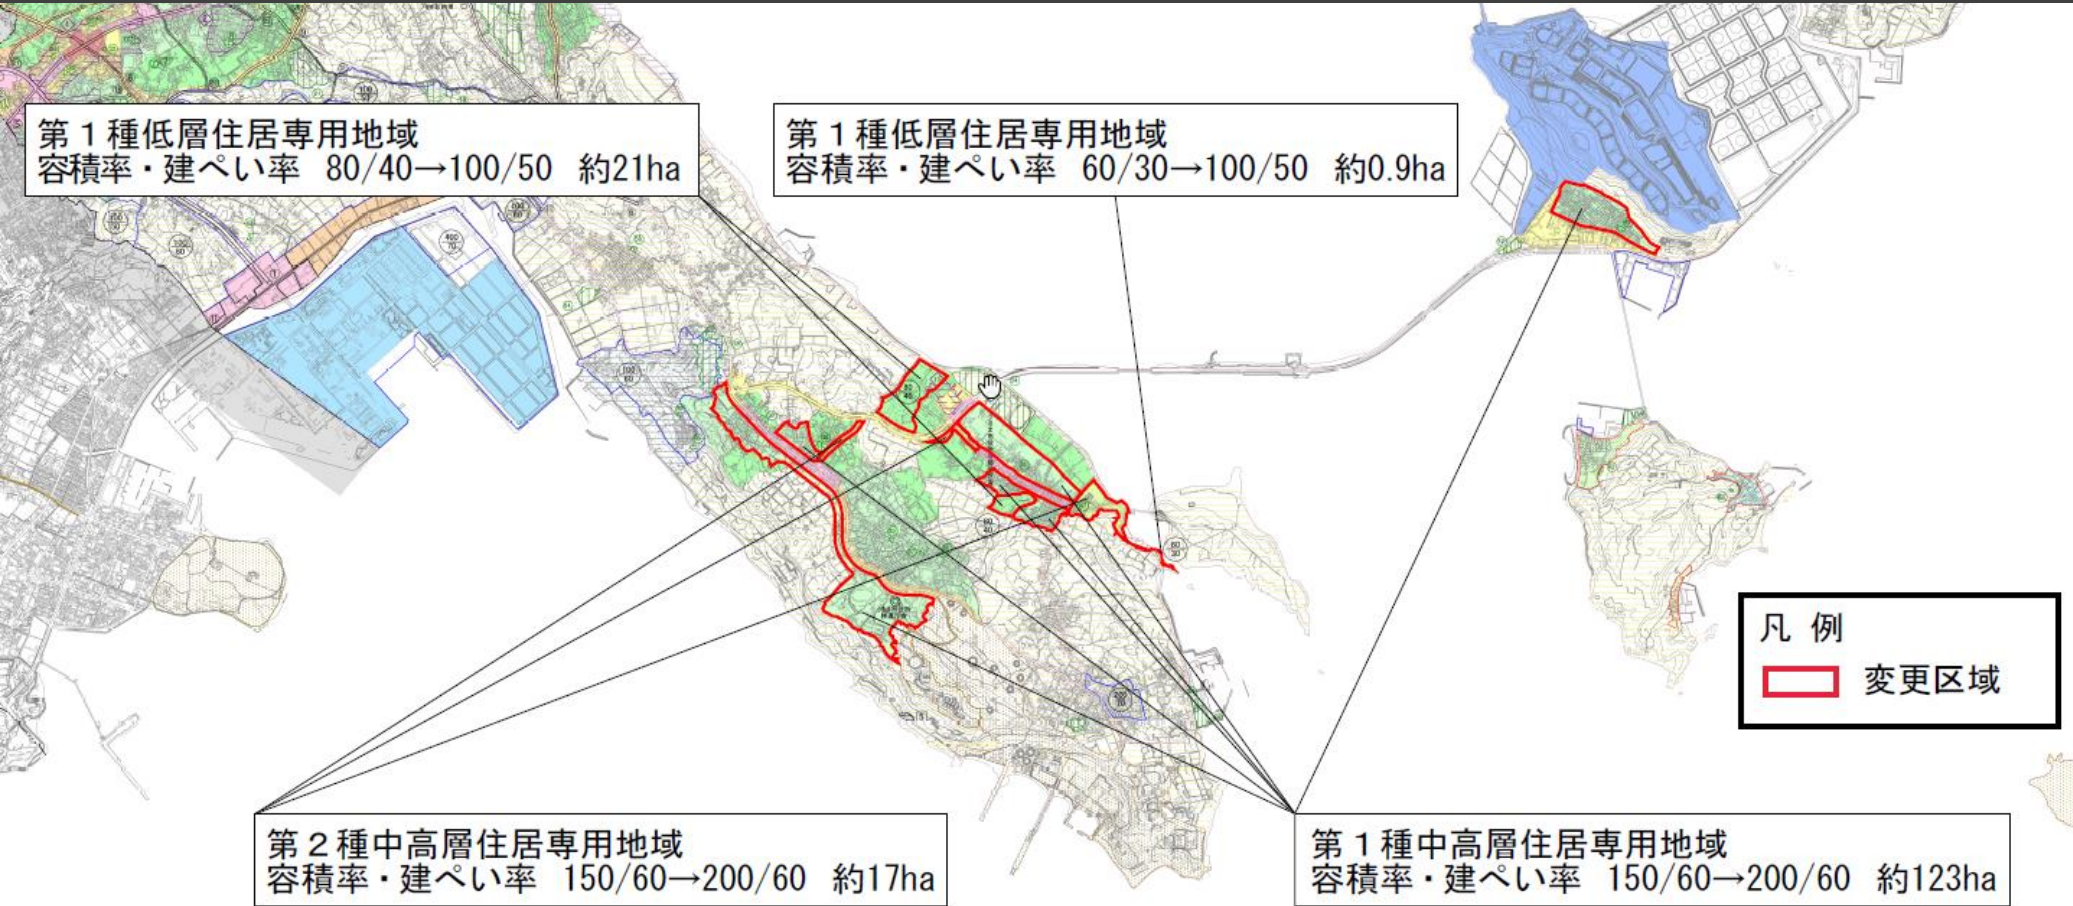 第１種低層住居専用地域
容積率・建ぺい率 80/40→100/50 約21ha
第１種低層住居専用地域
容積率・建ぺい率 60/30→100/50 約0.9ha
凡 例
変更区域
第２種中高層住居専用地域
容積率・建ぺい率 150/60→200/60 約17ha
第１種中高層住居専用地域
容積率・建ぺい率 150/60→200/60 約123ha